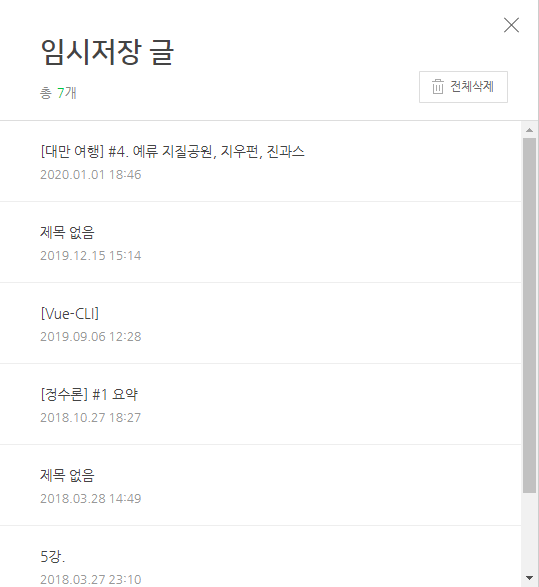 임시저장 글
총 7개
전체삭제
[대만 여행] #4. 예류 지질공원, 지우펀, 진과스
2020.01.01 18:46
제목 없음
2019.12.15 15:14
[Vue-CLI]
2019.09.06 12:28
[정수론] #1 요약
2018.10.27 18:27
제목 없음
2018.03.28 14:49
5강.
2018.03.27 23:10